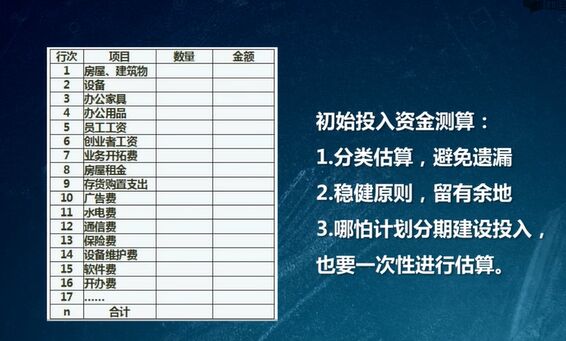 行次 项目 数量 金额
1 房屋、建筑物
2 设备
3 办公家具
4 办公用品
5 员工工资
6 创业者工资
7 业务开拓费
8 房屋租金
9 存货购置支出
10 广告费
11 水电费
12 通信费
13 保险费
14 设备维护费
15 软件费
16 开办费
17 ……
n 合计
初始投入资金测算：
1.分类估算，避免遗漏
2.稳健原则，留有余地
3.哪怕计划分期建设投入，
也要一次性进行估算。